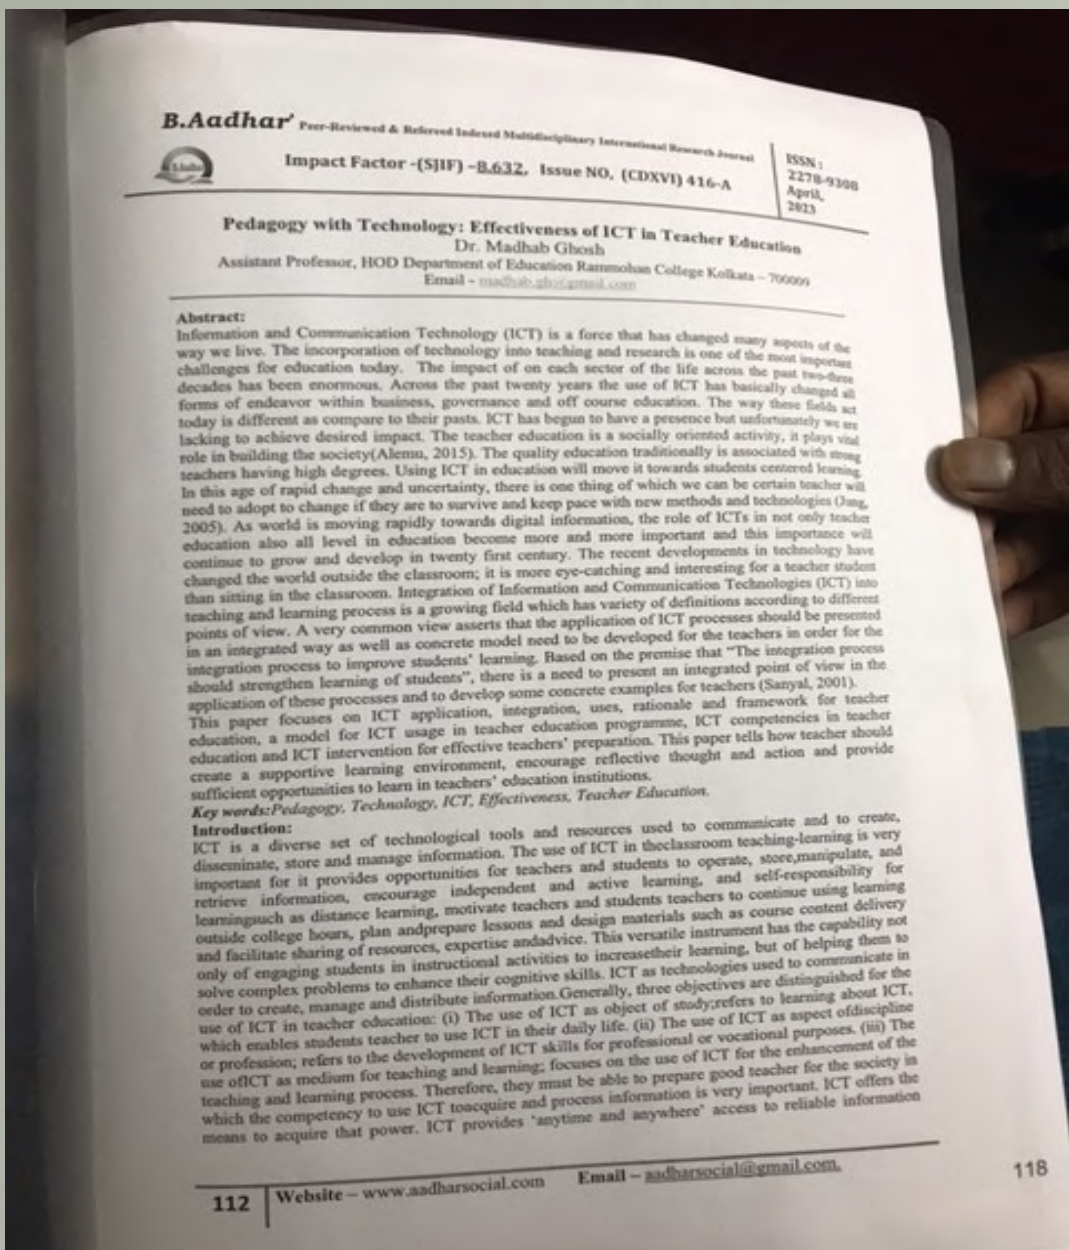 B.Aadhar' Peer-Reviewed & Refereed Indexed Multidisciplinary International Research Journal
Impact Factor -(SJIF) –8.632, Issue NO, (CDXVI) 416-A
ISSN :
2278-9308
April,
2023
Pedagogy with Technology: Effectiveness of ICT in Teacher Education
Dr. Madhab Ghosh
Assistant Professor, HOD Department of Education Rammohan College Kolkata – 700009
Email -
Abstract:
Information and Communication Technology (ICT) is a force that has changed many aspects of the
way we live. The incorporation of technology into teaching and research is one of the most important
challenges for education today. The impact of on each sector of the life across the past two-three
decades has been enormous. Across the past twenty years the use of ICT has basically changed all
forms of endeavor within business, governance and off course education. The way these fields act
today is different as compare to their pasts. ICT has begun to have a presence but unfortunately we are
lacking to achieve desired impact. The teacher education is a socially oriented activity, it plays vital
role in building the society(Alemu, 2015). The quality education traditionally is associated with strong
teachers having high degrees. Using ICT in education will move it towards students centered learning.
In this age of rapid change and uncertainty, there is one thing of which we can be certain teacher will
need to adopt to change if they are to survive and keep pace with new methods and technologies (Jung,
2005). As world is moving rapidly towards digital information, the role of ICTs in not only teacher
education also all level in education become more and more important and this importance will
continue to grow and develop in twenty first century. The recent developments in technology have
changed the world outside the classroom; it is more eye-catching and interesting for a teacher student
than sitting in the classroom. Integration of Information and Communication Technologies (ICT) into
teaching and learning process is a growing field which has variety of definitions according to different
points of view. A very common view asserts that the application of ICT processes should be presented
in an integrated way as well as concrete model need to be developed for the teachers in order for the
integration process to improve students' learning. Based on the premise that “The integration process
should strengthen learning of students”, there is a need to present an integrated point of view in the
application of these processes and to develop some concrete examples for teachers (Sanyal, 2001).
This paper focuses on ICT application, integration, uses, rationale and framework for teacher
education, a model for ICT usage in teacher education programme, ICT competencies in teacher
education and ICT intervention for effective teachers' preparation. This paper tells how teacher should
create a supportive learning environment, encourage reflective thought and action and provide
sufficient opportunities to learn in teachers' education institutions.
Key words:Pedagogy, Technology, ICT, Effectiveness, Teacher Education.
Introduction:
ICT is a diverse set of technological tools and resources used to communicate and to create,
disseminate, store and manage information. The use of ICT in theclassroom teaching-learning is very
important for it provides opportunities for teachers and students to operate, store,manipulate, and
retrieve information, encourage independent and active learning, and self-responsibility for
learningsuch as distance learning, motivate teachers and students teachers to continue using learning
outside college hours, plan andprepare lessons and design materials such as course content delivery
and facilitate sharing of resources, expertise andadvice. This versatile instrument has the capability not
only of engaging students in instructional activities to increasetheir learning, but of helping them to
solve complex problems to enhance their cognitive skills. ICT as technologies used to communicate in
order to create, manage and distribute information.Generally, three objectives are distinguished for the
use of ICT in teacher education: (i) The use of ICT as object of study;refers to learning about ICT,
which enables students teacher to use ICT in their daily life. (ii) The use of ICT as aspect ofdiscipline
or profession; refers to the development of ICT skills for professional or vocational purposes. (iii) The
use ofICT as medium for teaching and learning; focuses on the use of ICT for the enhancement of the
teaching and learning process. Therefore, they must be able to prepare good teacher for the society in
which the competency to use ICT toacquire and process information is very important. ICT offers the
means to acquire that power. ICT provides 'anytime and anywhere' access to reliable information
112 Website – www.aadharsocial.com Email – aadharsocial@gmail.com.
118